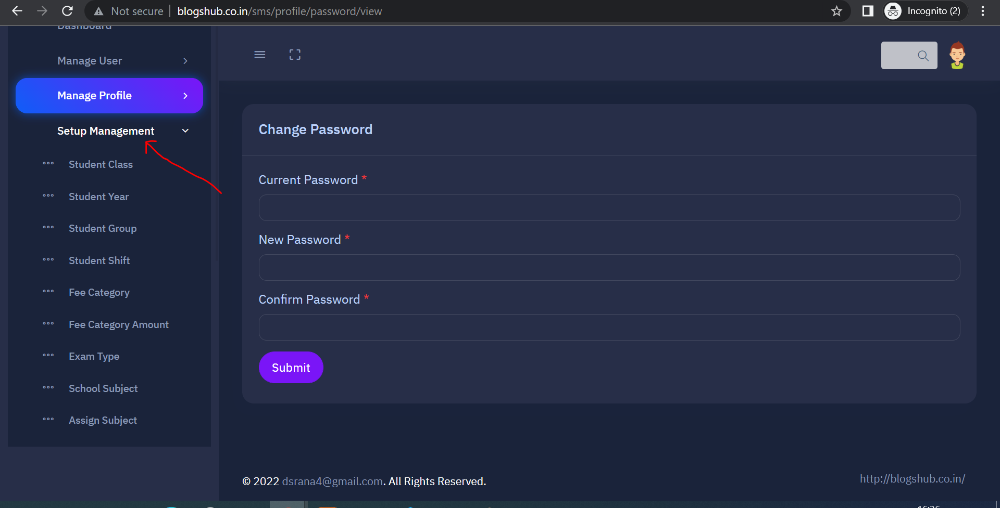 Not secure | blogshub.co.in/sms/profile/password/view
Incognito (2)
Dashboard
Manage User
Manage Profile
Setup Management
Student Class
Student Year
Student Group
Student Shift
Fee Category
Fee Category Amount
Exam Type
School Subject
Assign Subject
Change Password
Current Password *
New Password *
Confirm Password *
Submit
© 2022 dsrana4@gmail.com. All Rights Reserved.
http://blogshub.co.in/